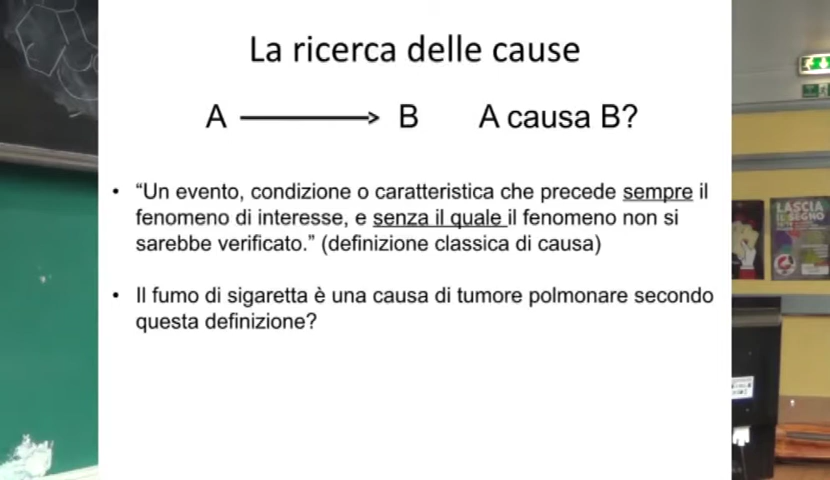 La ricerca delle cause
A B A causa B?
• “Un evento, condizione o caratteristica che precede sempre il
fenomeno di interesse, e senza il quale il fenomeno non si
sarebbe verificato.” (definizione classica di causa)
• Il fumo di sigaretta è una causa di tumore polmonare secondo
questa definizione?
LASCIA
IL SEGNO